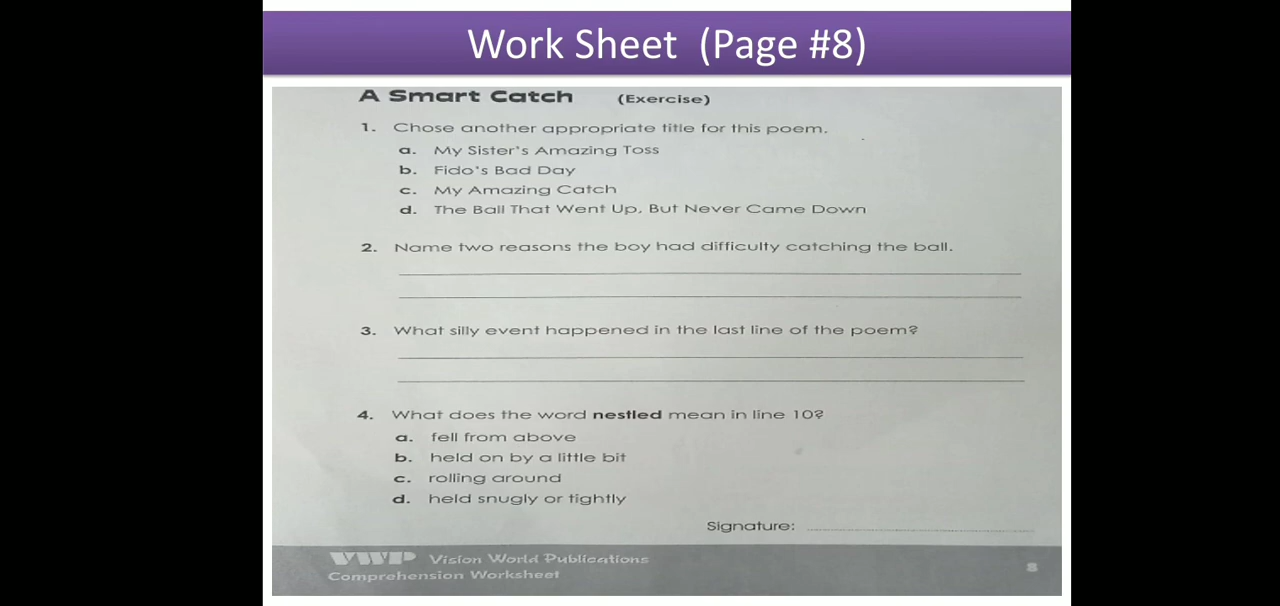 Work Sheet (Page #8)
A Smart Catch (Exercise)
1. Chose another appropriate title for this poem.
a. My Sister's Amazing Toss
b. Fido's Bad Day
c. My Amazing Catch
d. The Ball That Went Up, But Never Came Down
2. Name two reasons the boy had difficulty catching the ball.
3. What silly event happened in the last line of the poem?
4. What does the word nestled mean in line 10?
a. fell from above
b. held on by a little bit
c. rolling around
d. held snugly or tightly
Signature:
VWP Vision World Publications
Comprehension Worksheet
8